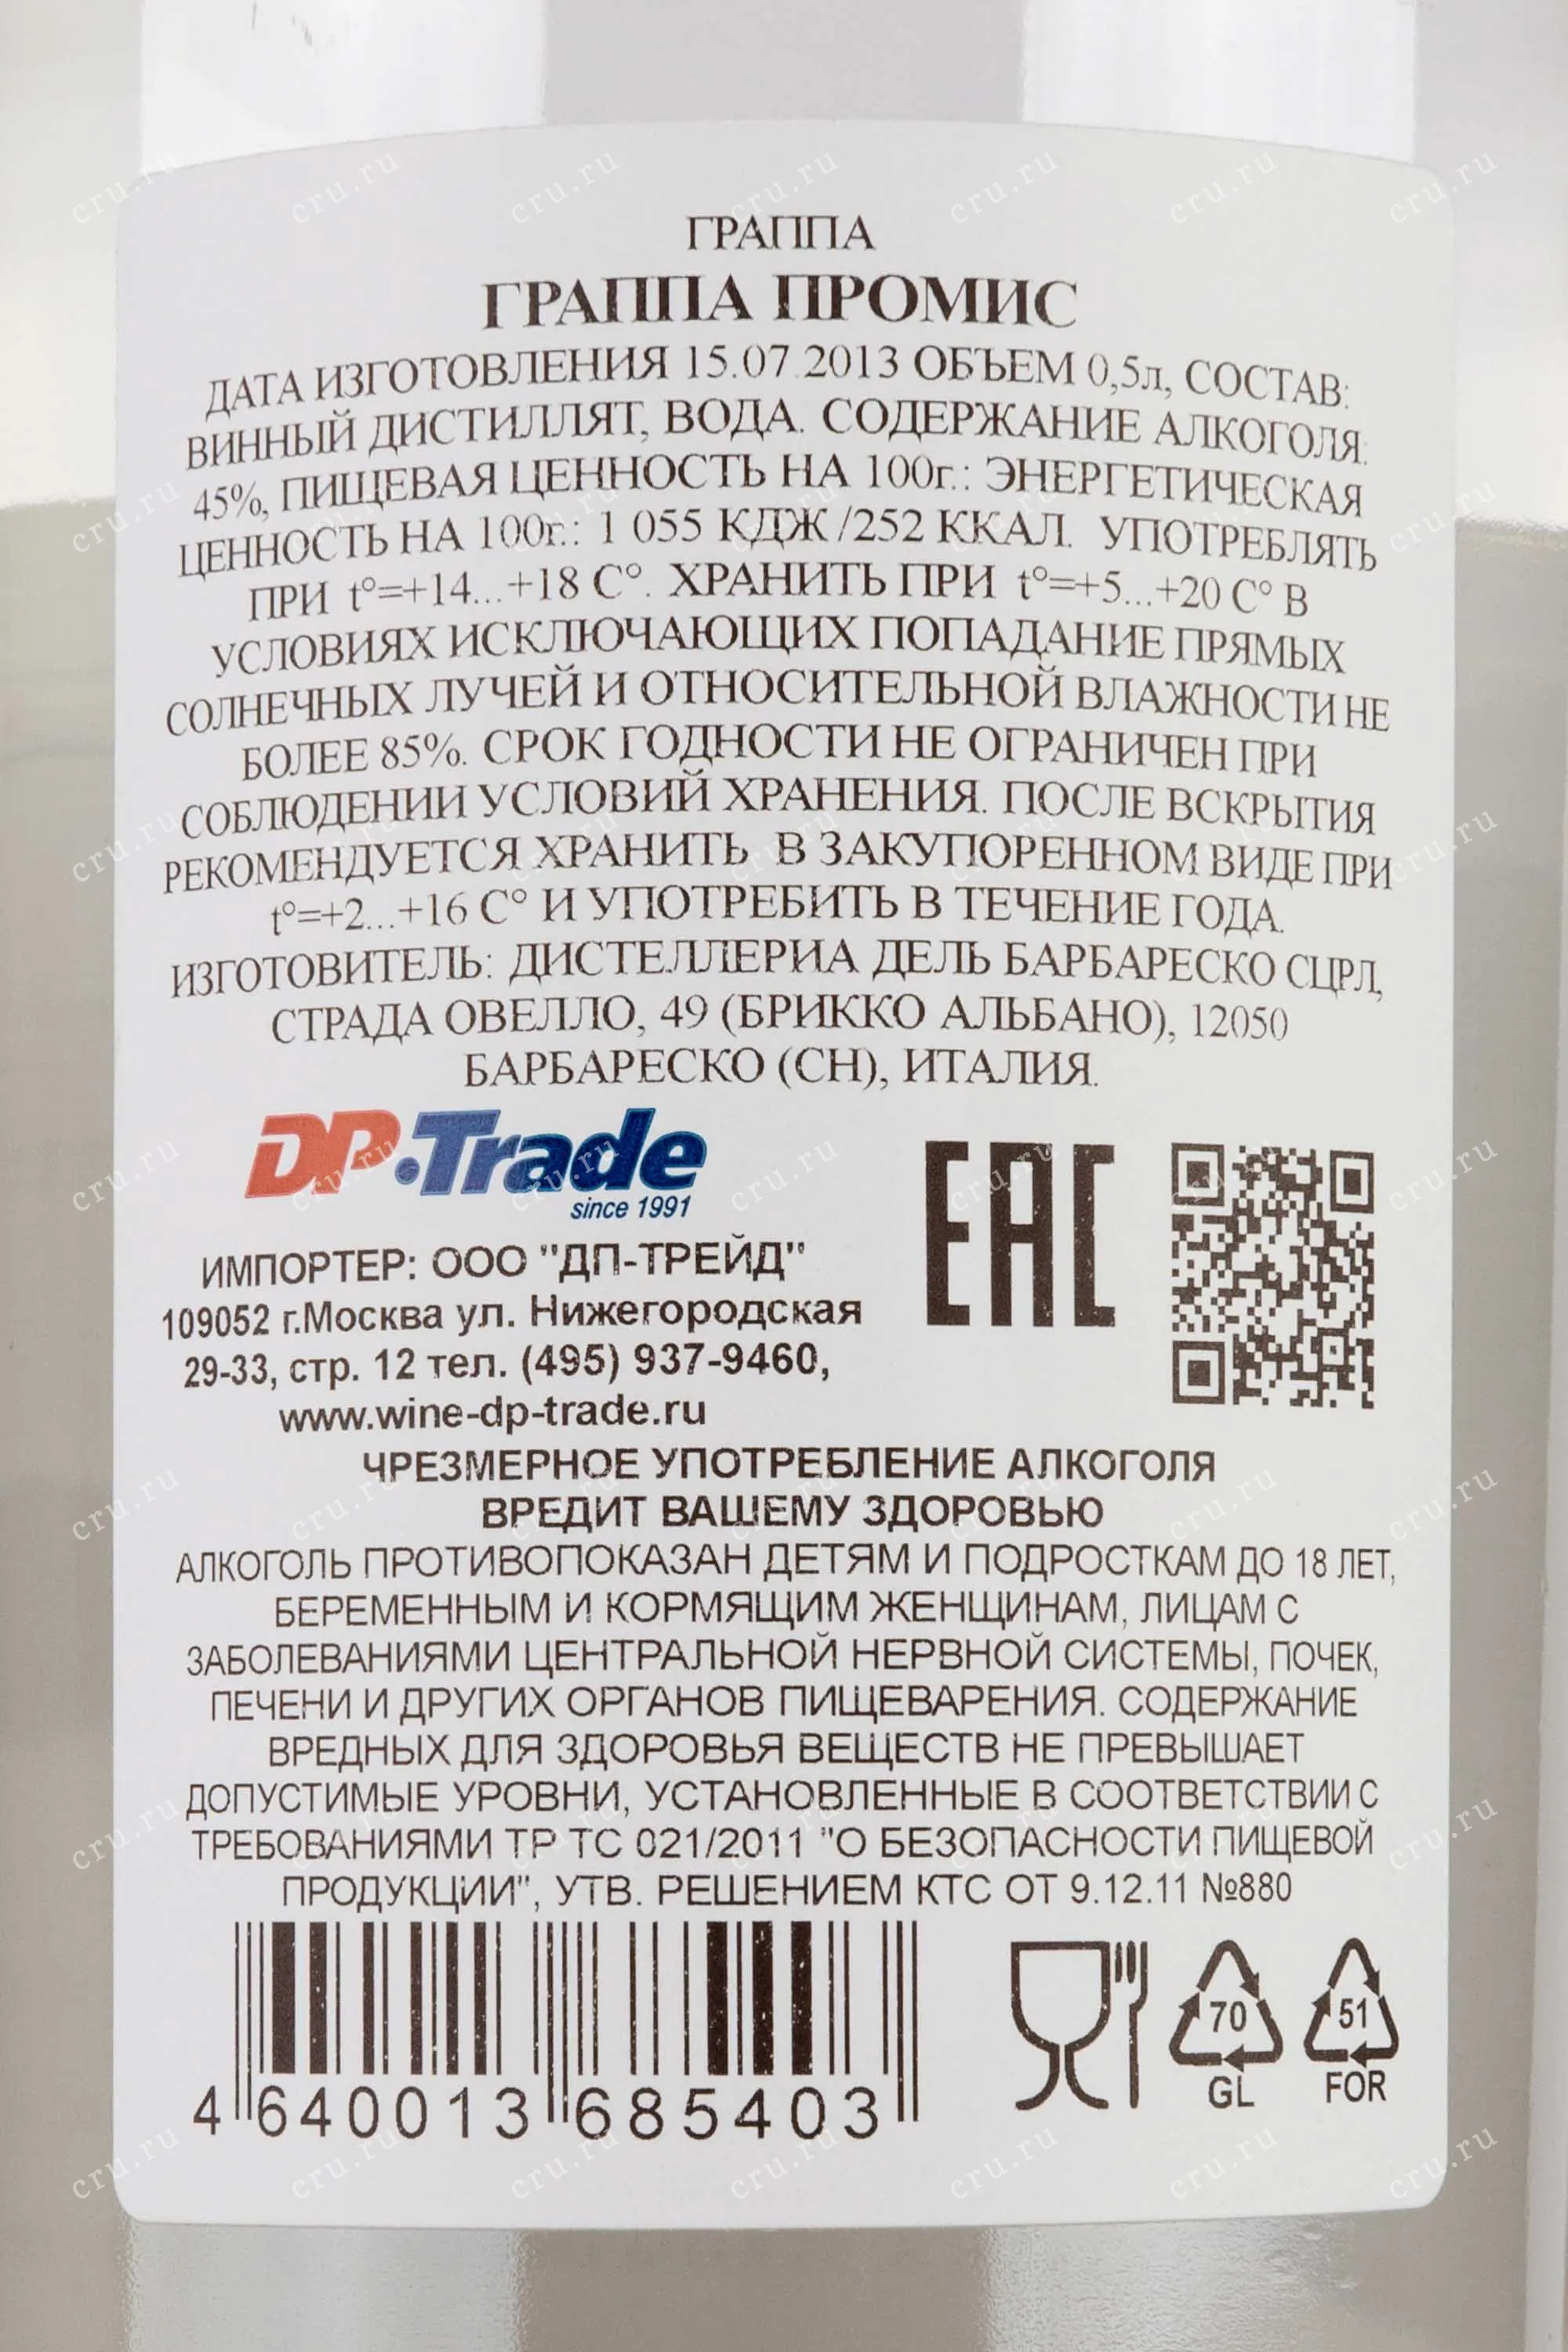 ГРАППА
ГРАППА ПРОМИС
ДАТА ИЗГОТОВЛЕНИЯ 15.07.2013 ОБЪЕМ 0,5л, СОСТАВ:
ВИННЫЙ ДИСТИЛЛЯТ, ВОДА. СОДЕРЖАНИЕ АЛКОГОЛЯ:
45%, ПИЩЕВАЯ ЦЕННОСТЬ НА 100г.: ЭНЕРГЕТИЧЕСКАЯ
ЦЕННОСТЬ НА 100г.: 1 055 КДЖ /252 ККАЛ. УПОТРЕБЛЯТЬ
ПРИ t°=+14...+18 С°. ХРАНИТЬ ПРИ t°=+5...+20 С° В
УСЛОВИЯХ ИСКЛЮЧАЮЩИХ ПОПАДАНИЕ ПРЯМЫХ
СОЛНЕЧНЫХ ЛУЧЕЙ И ОТНОСИТЕЛЬНОЙ ВЛАЖНОСТИ НЕ
БОЛЕЕ 85%. СРОК ГОДНОСТИ НЕ ОГРАНИЧЕН ПРИ
СОБЛЮДЕНИИ УСЛОВИЙ ХРАНЕНИЯ. ПОСЛЕ ВСКРЫТИЯ
РЕКОМЕНДУЕТСЯ ХРАНИТЬ В ЗАКУПОРЕННОМ ВИДЕ ПРИ
t°=+2...+16 С° И УПОТРЕБИТЬ В ТЕЧЕНИЕ ГОДА.
ИЗГОТОВИТЕЛЬ: ДИСТЕЛЛЕРИА ДЕЛЬ БАРБАРЕСКО СЦРЛ,
СТРАДА ОВЕЛЛО, 49 (БРИККО АЛЬБАНО), 12050
БАРБАРЕСКО (СН), ИТАЛИЯ.
DP.Trade
since 1991
EAC
ИМПОРТЕР: ООО "ДП-ТРЕЙД"
109052 г.Москва ул. Нижегородская
29-33, стр. 12 тел. (495) 937-9460,
www.wine-dp-trade.ru
ЧРЕЗМЕРНОЕ УПОТРЕБЛЕНИЕ АЛКОГОЛЯ
ВРЕДИТ ВАШЕМУ ЗДОРОВЬЮ
АЛКОГОЛЬ ПРОТИВОПОКАЗАН ДЕТЯМ И ПОДРОСТКАМ ДО 18 ЛЕТ,
БЕРЕМЕННЫМ И КОРМЯЩИМ ЖЕНЩИНАМ, ЛИЦАМ С
ЗАБОЛЕВАНИЯМИ ЦЕНТРАЛЬНОЙ НЕРВНОЙ СИСТЕМЫ, ПОЧЕК,
ПЕЧЕНИ И ДРУГИХ ОРГАНОВ ПИЩЕВАРЕНИЯ. СОДЕРЖАНИЕ
ВРЕДНЫХ ДЛЯ ЗДОРОВЬЯ ВЕЩЕСТВ НЕ ПРЕВЫШАЕТ
ДОПУСТИМЫЕ УРОВНИ, УСТАНОВЛЕННЫЕ В СООТВЕТСТВИИ С
ТРЕБОВАНИЯМИ ТР ТС 021/2011 "О БЕЗОПАСНОСТИ ПИЩЕВОЙ
ПРОДУКЦИИ", УТВ. РЕШЕНИЕМ КТС ОТ 9.12.11 №880
4 640013 685403
70
GL
51
FOR
cru.ru